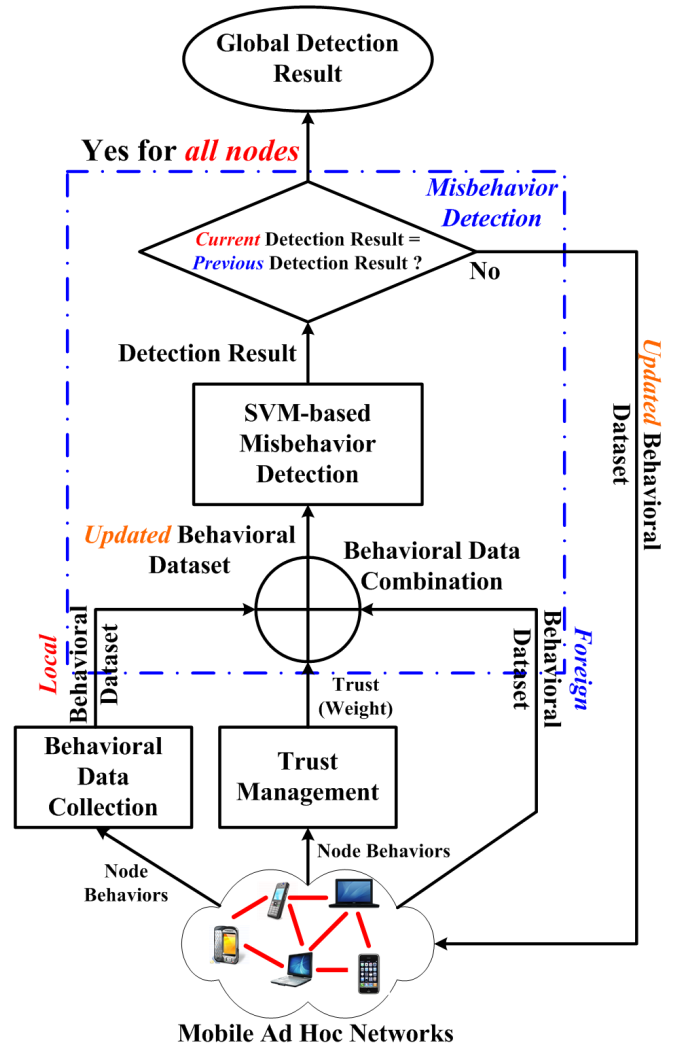 Global Detection
Result
Yes for all nodes
Misbehavior
Detection
Current Detection Result =
Previous Detection Result ?
No
Detection Result
Updated Behavioral
Dataset
SVM-based
Misbehavior
Detection
Updated Behavioral
Dataset
Behavioral Data
Combination
Local
Behavioral
Dataset
Foreign
Behavioral
Dataset
Trust
(Weight)
Behavioral
Data
Collection
Trust
Management
Node
Behaviors
Node Behaviors
Mobile Ad Hoc Networks